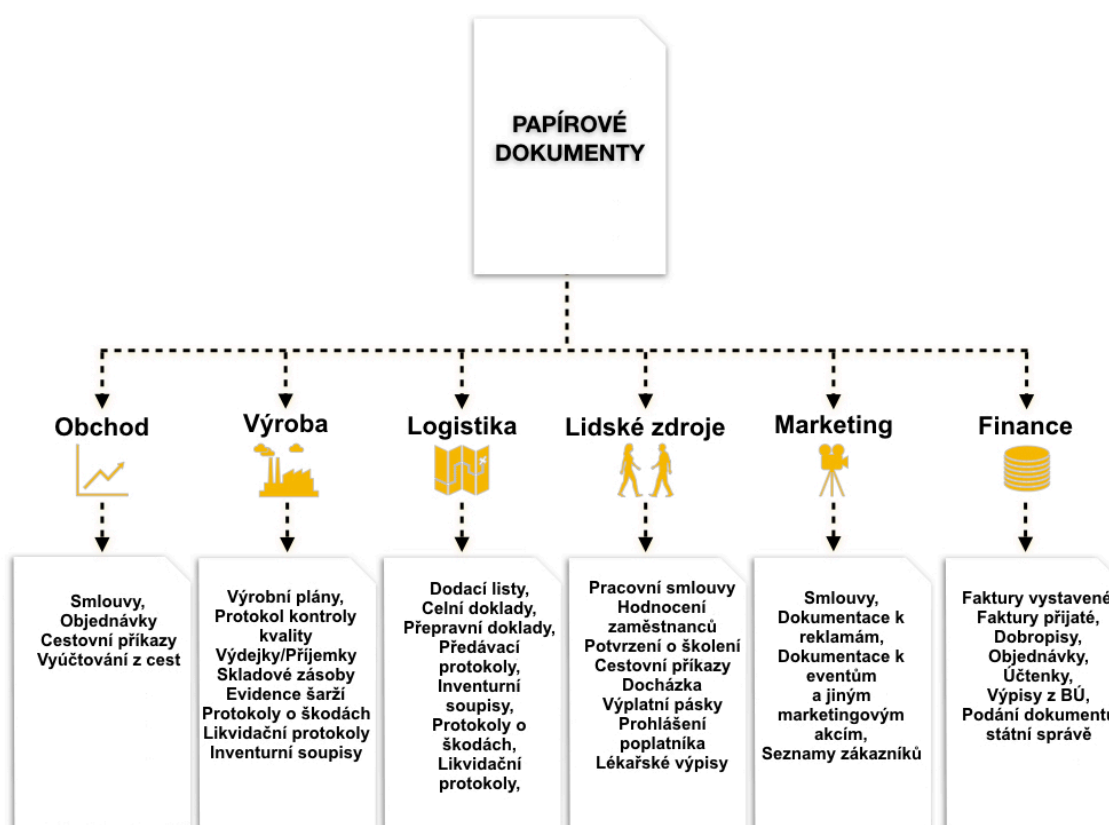 PAPÍROVÉ
DOKUMENTY
Obchod
Výroba
Logistika
Lidské zdroje
Marketing
Finance
Smlouvy,
Objednávky
Cestovní příkazy
Vyúčtování z cest
Výrobní plány,
Protokol kontroly
kvality
Výdejky/Příjemky
Skladové zásoby
Evidence šarží
Protokoly o škodách
Likvidační protokoly
Inventurní soupisy
Dodací listy,
Celní doklady,
Přepravní doklady,
Předávací
protokoly,
Inventurní
soupisy,
Protokoly o
škodách,
Likvidační
protokoly,
Pracovní smlouvy
Hodnocení
zaměstnanců
Potvrzení o školení
Cestovní příkazy
Docházka
Výplatní pásky
Prohlášení
poplatníka
Lékařské výpisy
Smlouvy,
Dokumentace k
reklamám,
Dokumentace k
eventům
a jiným
marketingovým
akcím,
Seznamy zákazníků
Faktury vystavené
Faktury přijaté,
Dobropisy,
Objednávky,
Účtenky,
Výpisy z BÚ,
Podání dokumentu
státní správě